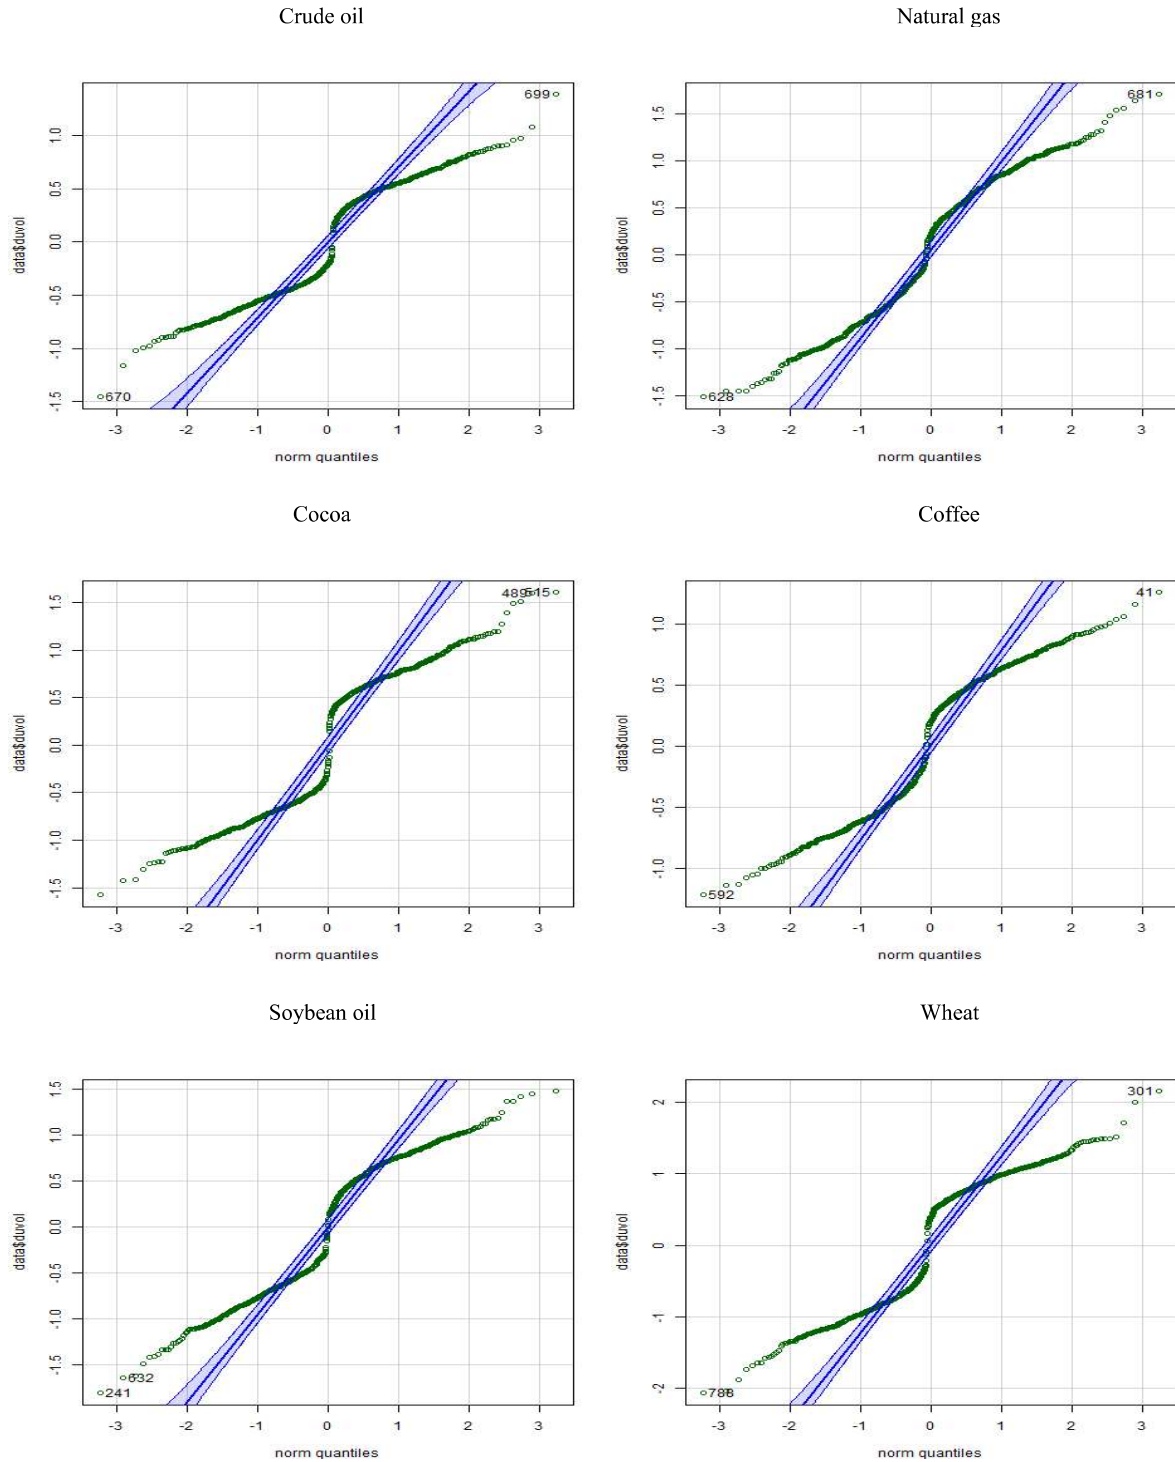 Crude oil
Natural gas
699
data$duvol
1.0
0.5
0.0
-0.5
-1.0
-1.5
670
-3 -2 -1 0 1 2 3
norm quantiles
681
data$duvol
1.5
1.0
0.5
0.0
-0.5
-1.0
-1.5
628
-3 -2 -1 0 1 2 3
norm quantiles
Cocoa
Coffee
489 515
data$duvol
1.5
1.0
0.5
0.0
-0.5
-1.0
-1.5
-3 -2 -1 0 1 2 3
norm quantiles
41
data$duvol
1.0
0.5
0.0
-0.5
-1.0
592
-3 -2 -1 0 1 2 3
norm quantiles
Soybean oil
Wheat
data$duvol
1.5
1.0
0.5
0.0
-0.5
-1.0
-1.5
632
241
-3 -2 -1 0 1 2 3
norm quantiles
301
data$duvol
2
1
0
-1
-2
788
-3 -2 -1 0 1 2 3
norm quantiles